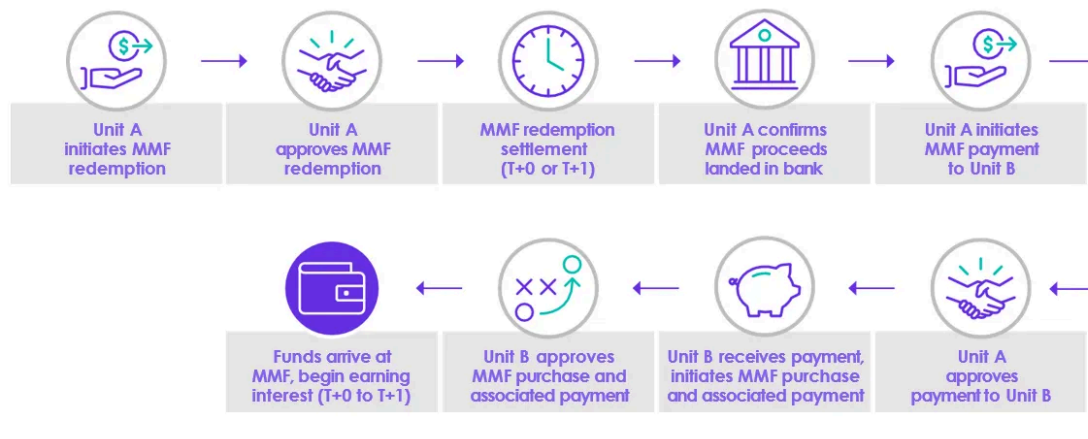 Unit A
initiates MMF
redemption
Unit A
approves MMF
redemption
MMF redemption
settlement
(T+0 or T+1)
Unit A confirms
MMF proceeds
landed in bank
Unit A initiates
MMF payment
to Unit B
Funds arrive at
MMF, begin earning
interest (T+0 to T+1)
Unit B approves
MMF purchase and
associated payment
Unit B receives payment,
initiates MMF purchase
and associated payment
Unit A
approves
payment to Unit B